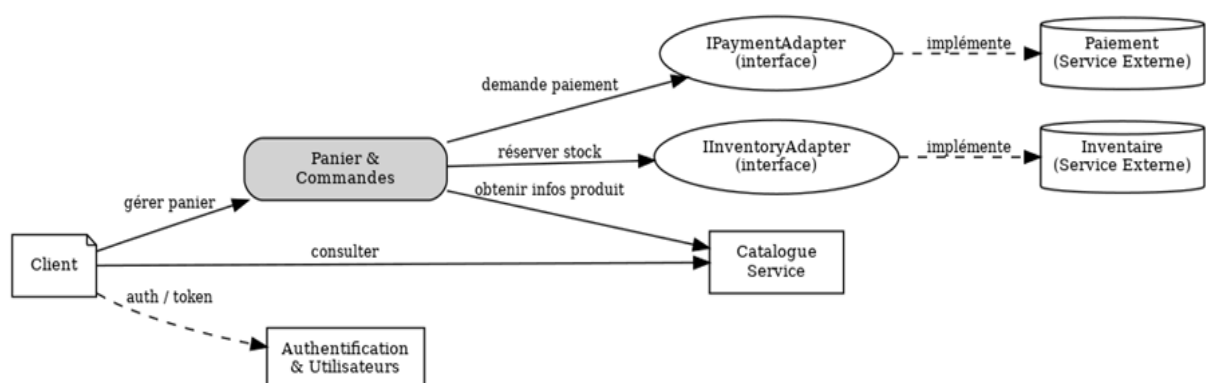 IPaymentAdapter
(interface)
implémente
Paiement
(Service Externe)
demande paiement
Panier &
Commandes
réserver stock
IInventoryAdapter
(interface)
implémente
Inventaire
(Service Externe)
obtenir infos produit
gérer panier
Client
consulter
Catalogue
Service
auth / token
Authentification
& Utilisateurs